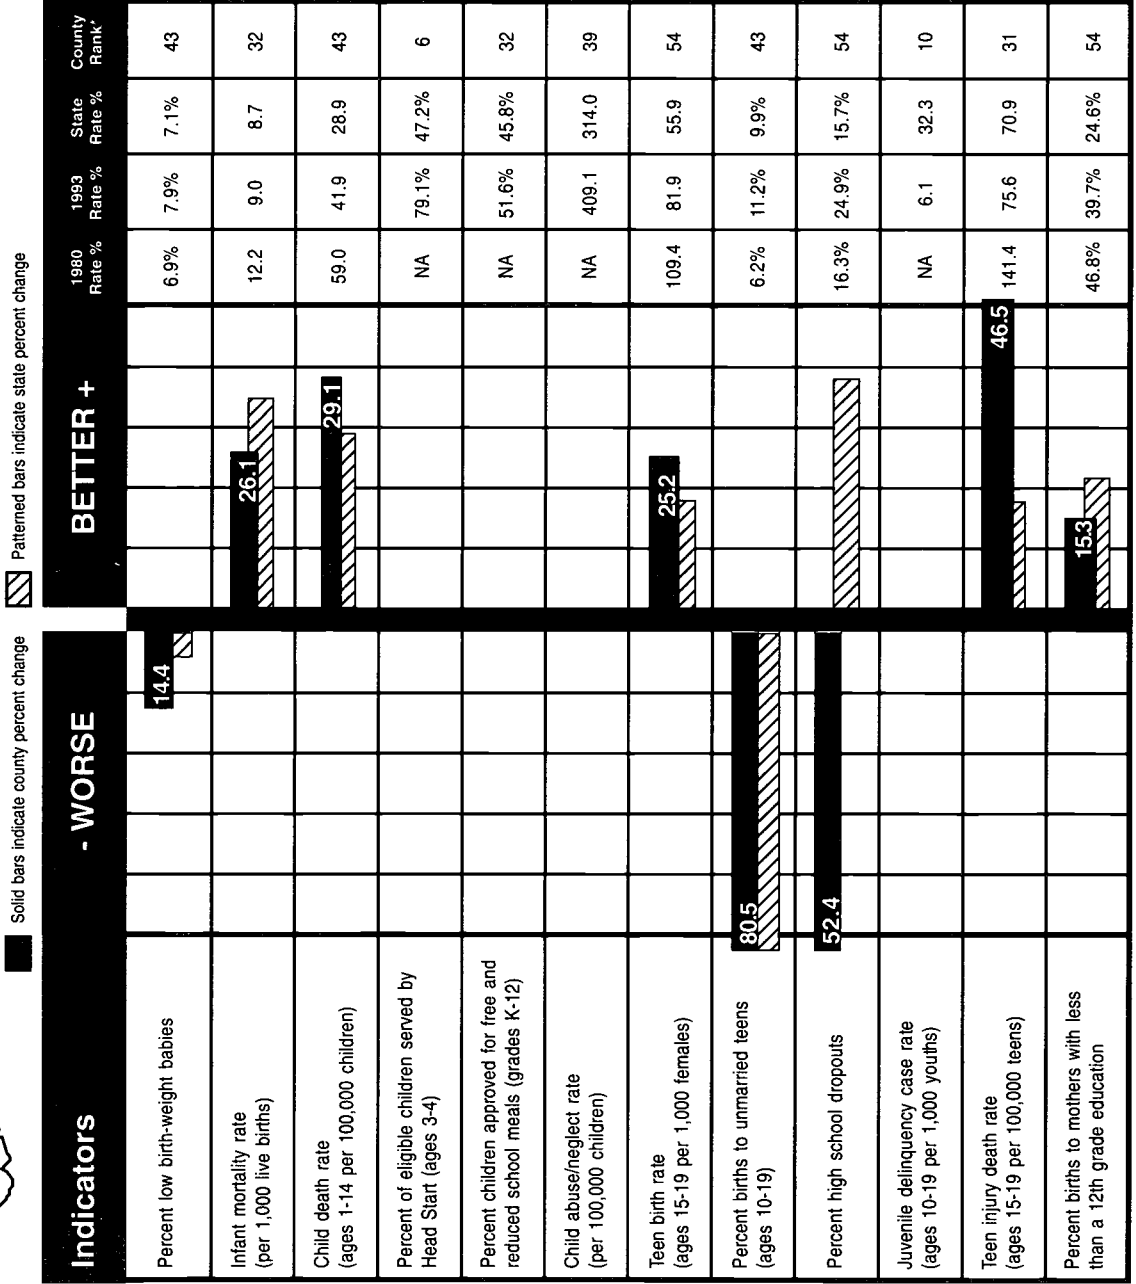 Solid bars indicate county percent change
Patterned bars indicate state percent change
Indicators
- WORSE
BETTER +
1980
Rate %
1993
Rate %
State
Rate %
County
Rank*
Percent low birth-weight babies
14.4
6.9%
7.9%
7.1%
43
Infant mortality rate
(per 1,000 live births)
26.1
12.2
9.0
8.7
32
Child death rate
(ages 1-14 per 100,000 children)
29.1
59.0
41.9
28.9
43
Percent of eligible children served by
Head Start (ages 3-4)
NA
79.1%
47.2%
6
Percent children approved for free and
reduced school meals (grades K-12)
NA
51.6%
45.8%
32
Child abuse/neglect rate
(per 100,000 children)
NA
409.1
314.0
39
Teen birth rate
(ages 15-19 per 1,000 females)
25.2
109.4
81.9
55.9
54
Percent births to unmarried teens
(ages 10-19)
80.5
6.2%
11.2%
9.9%
43
Percent high school dropouts
52.4
16.3%
24.9%
15.7%
54
Juvenile delinquency case rate
(ages 10-19 per 1,000 youths)
NA
6.1
32.3
10
Teen injury death rate
(ages 15-19 per 100,000 teens)
46.5
141.4
75.6
70.9
31
Percent births to mothers with less
than a 12th grade education
15.3
46.8%
39.7%
24.6%
54